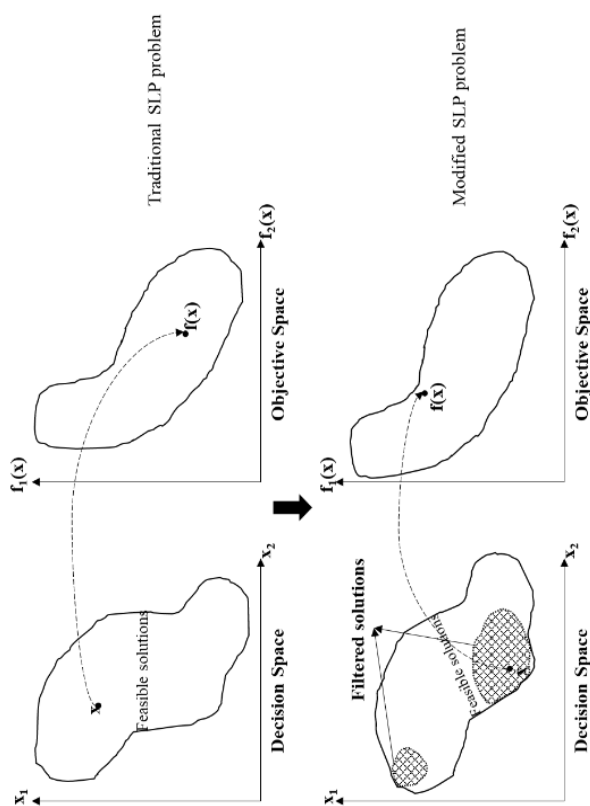 Traditional SLP problem
f₁(x)
f(x)
f₂(x)
Objective Space
x₁
x
Feasible solutions
x₂
Decision Space
Modified SLP problem
f₁(x)
f(x)
f₂(x)
Objective Space
x₁
Filtered solutions
Feasible solutions
x
x₂
Decision Space